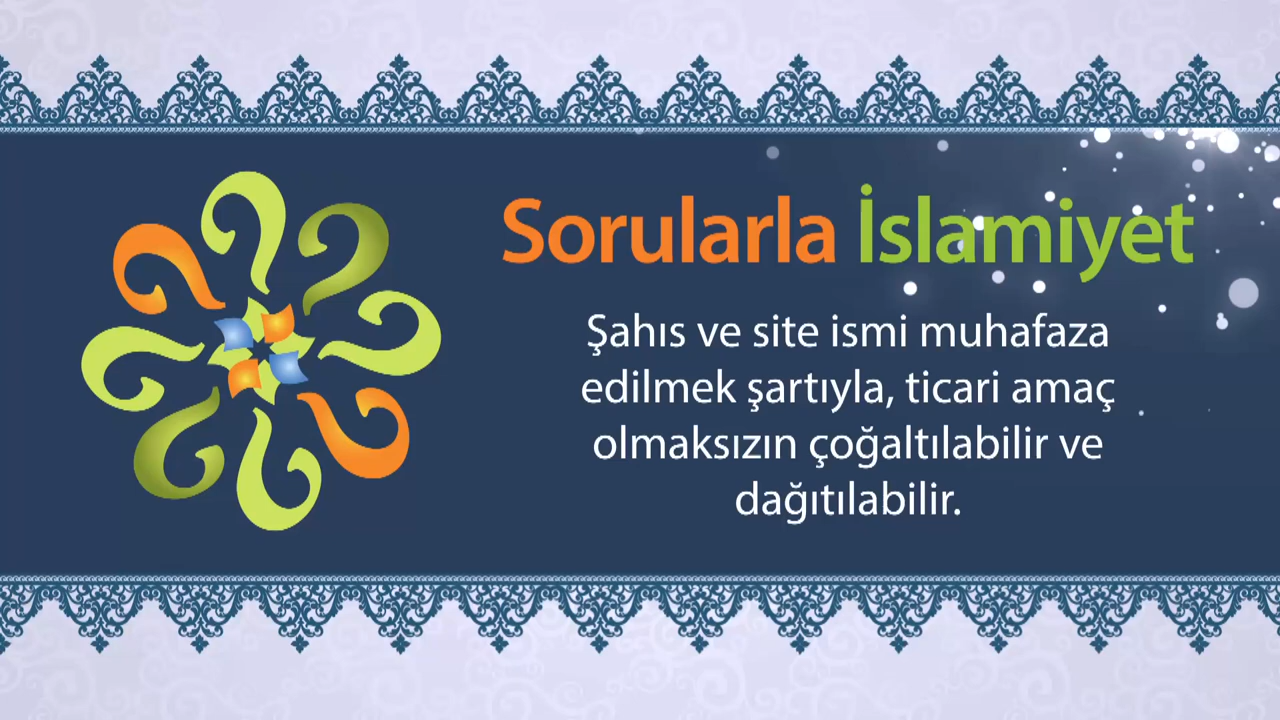 Sorularla İslamiyet
Şahıs ve site ismi muhafaza
edilmek şartıyla, ticari amaç
olmaksızın çoğaltılabilir ve
dağıtılabilir.